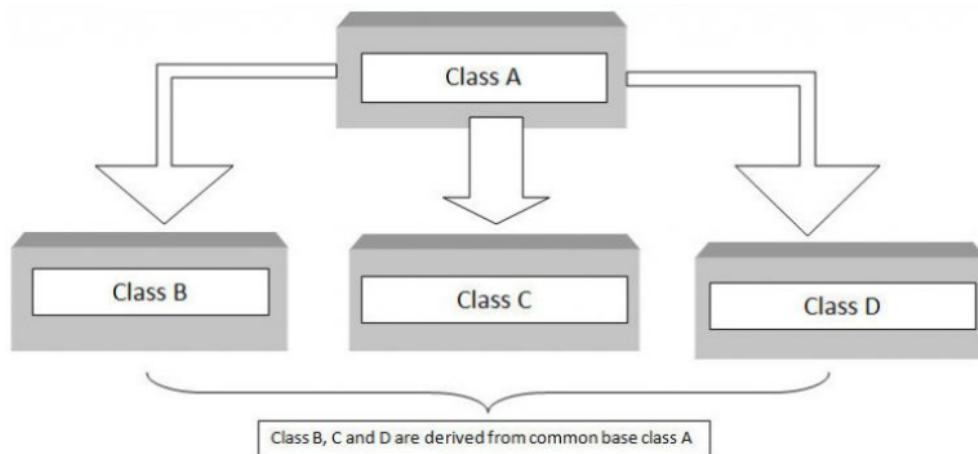 Class A
Class B
Class C
Class D
Class B, C and D are derived from common base class A